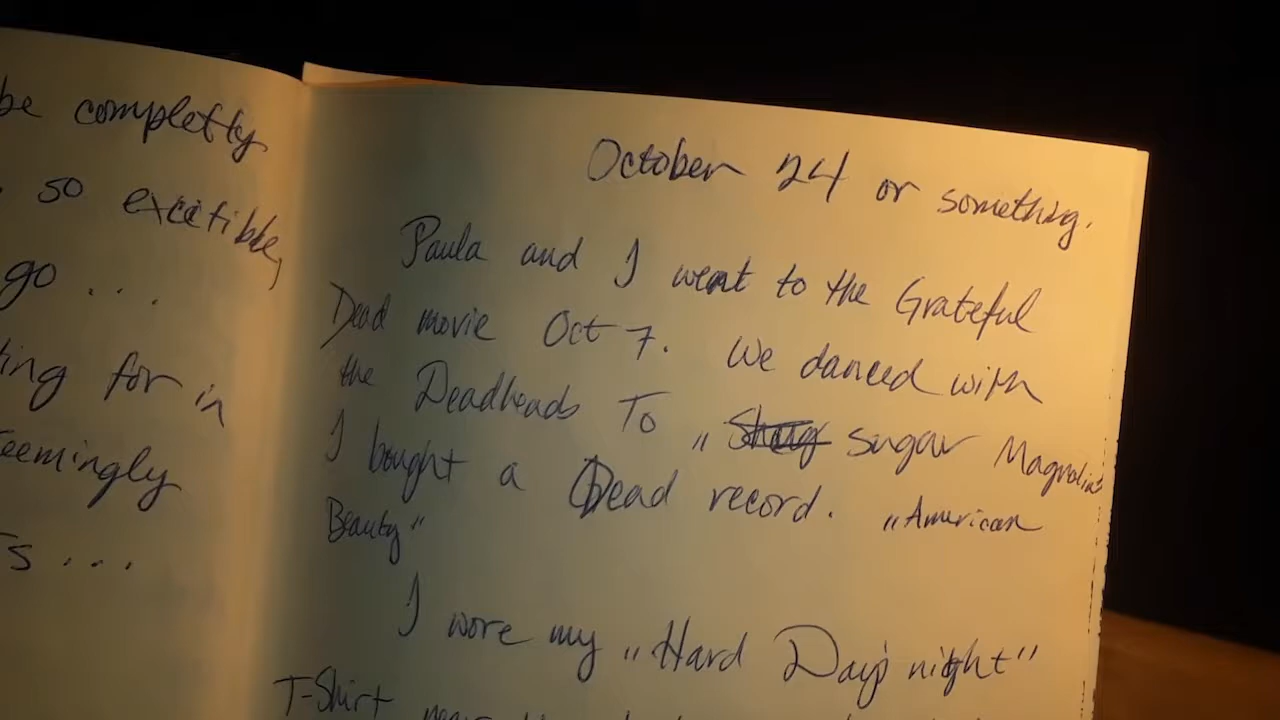 be completly
so excitible,
go ...
ting for in
seemingly
s ...
October 24 or something.
Paula and I went to the Grateful
Dead movie Oct 7. We danced with
the Deadheads To „ sugar Magnolia"
I bought a Dead record. „American
Beauty"
I wore my „Hard Day's night"
T-Shirt